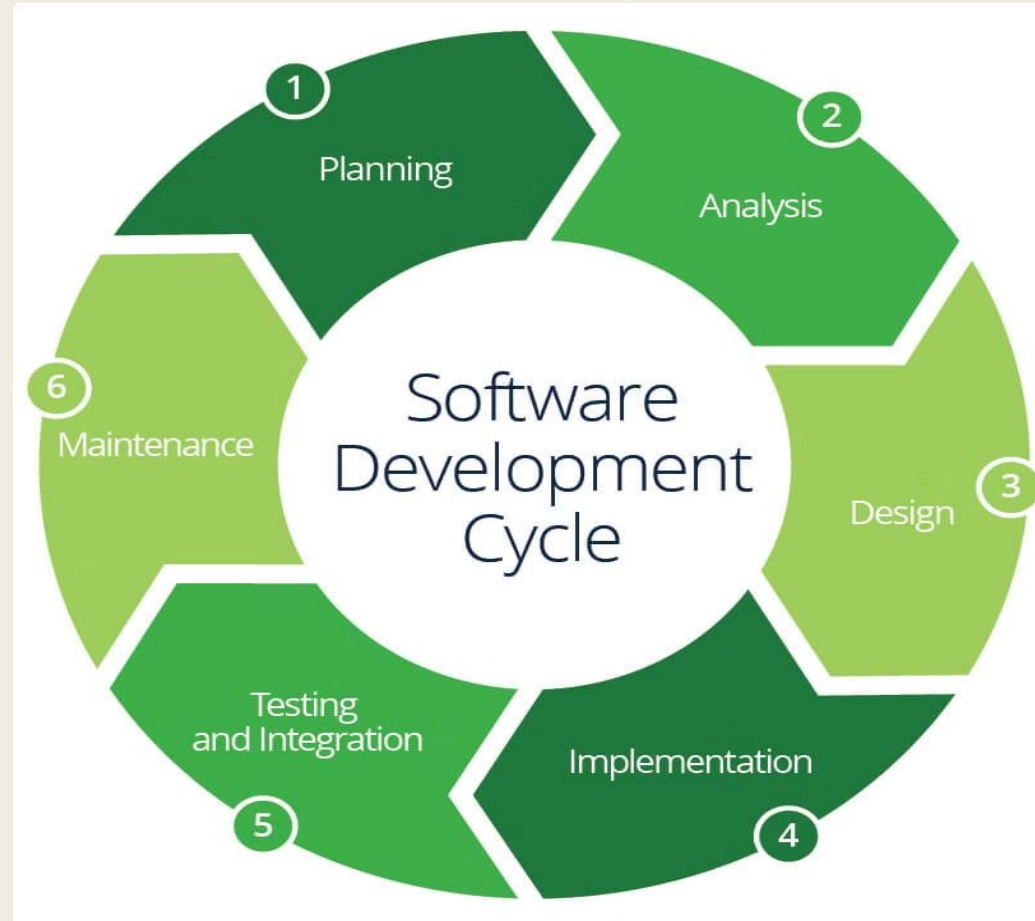 1
Planning
2
Analysis
3
Design
4
Implementation
5
Testing
and Integration
6
Maintenance
Software
Development
Cycle